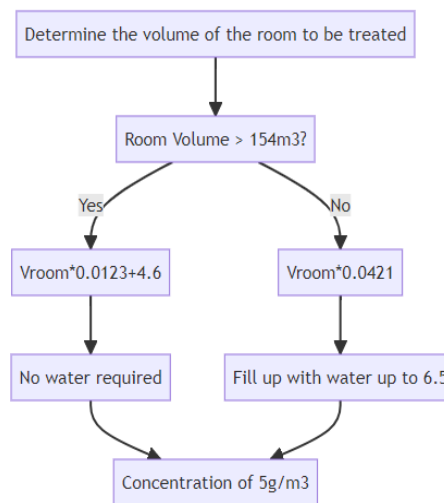 Determine the volume of the room to be treated
Room Volume > 154m3?
Yes
No
Vroom*0.0123+4.6
Vroom*0.0421
No water required
Fill up with water up to 6.5
Concentration of 5g/m3